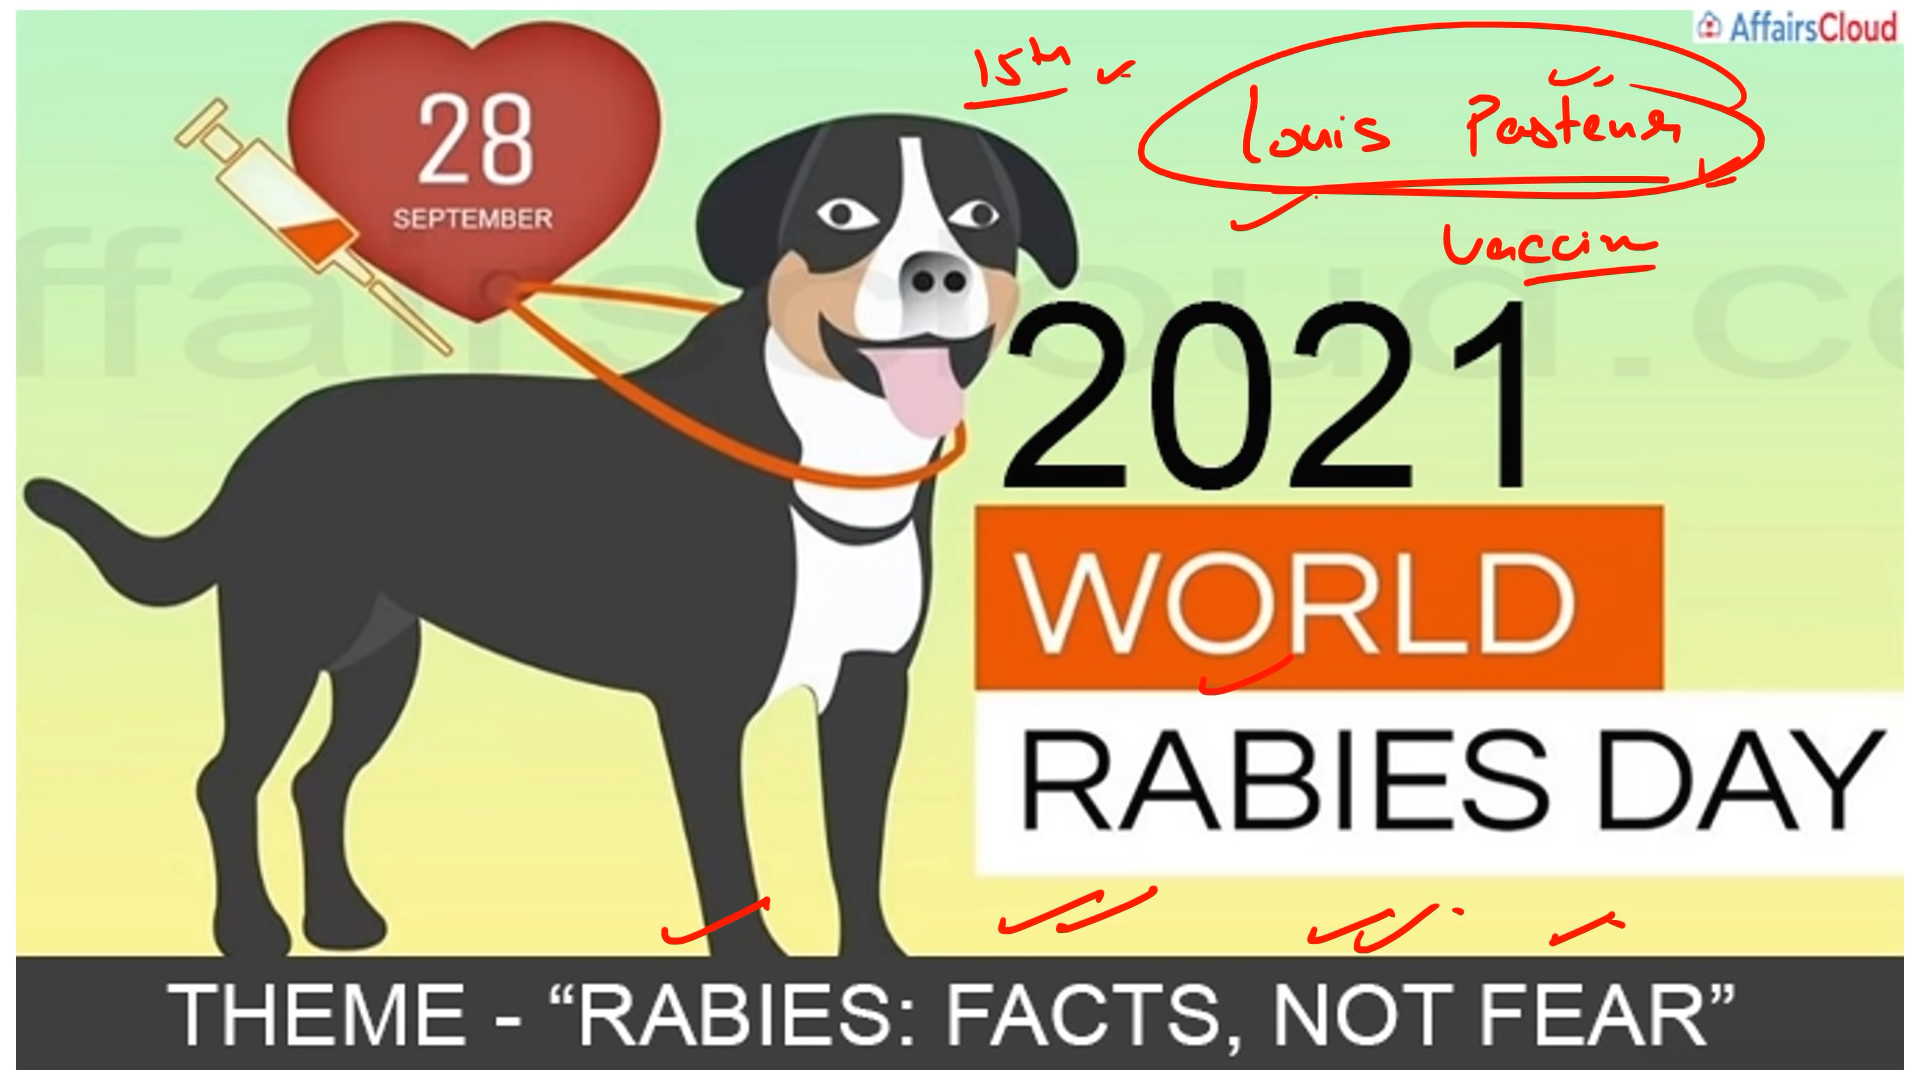 AffairsCloud
15th
Louis Pasteur
Vaccin
28
SEPTEMBER
2021
WORLD
RABIES DAY
THEME - “RABIES: FACTS, NOT FEAR”